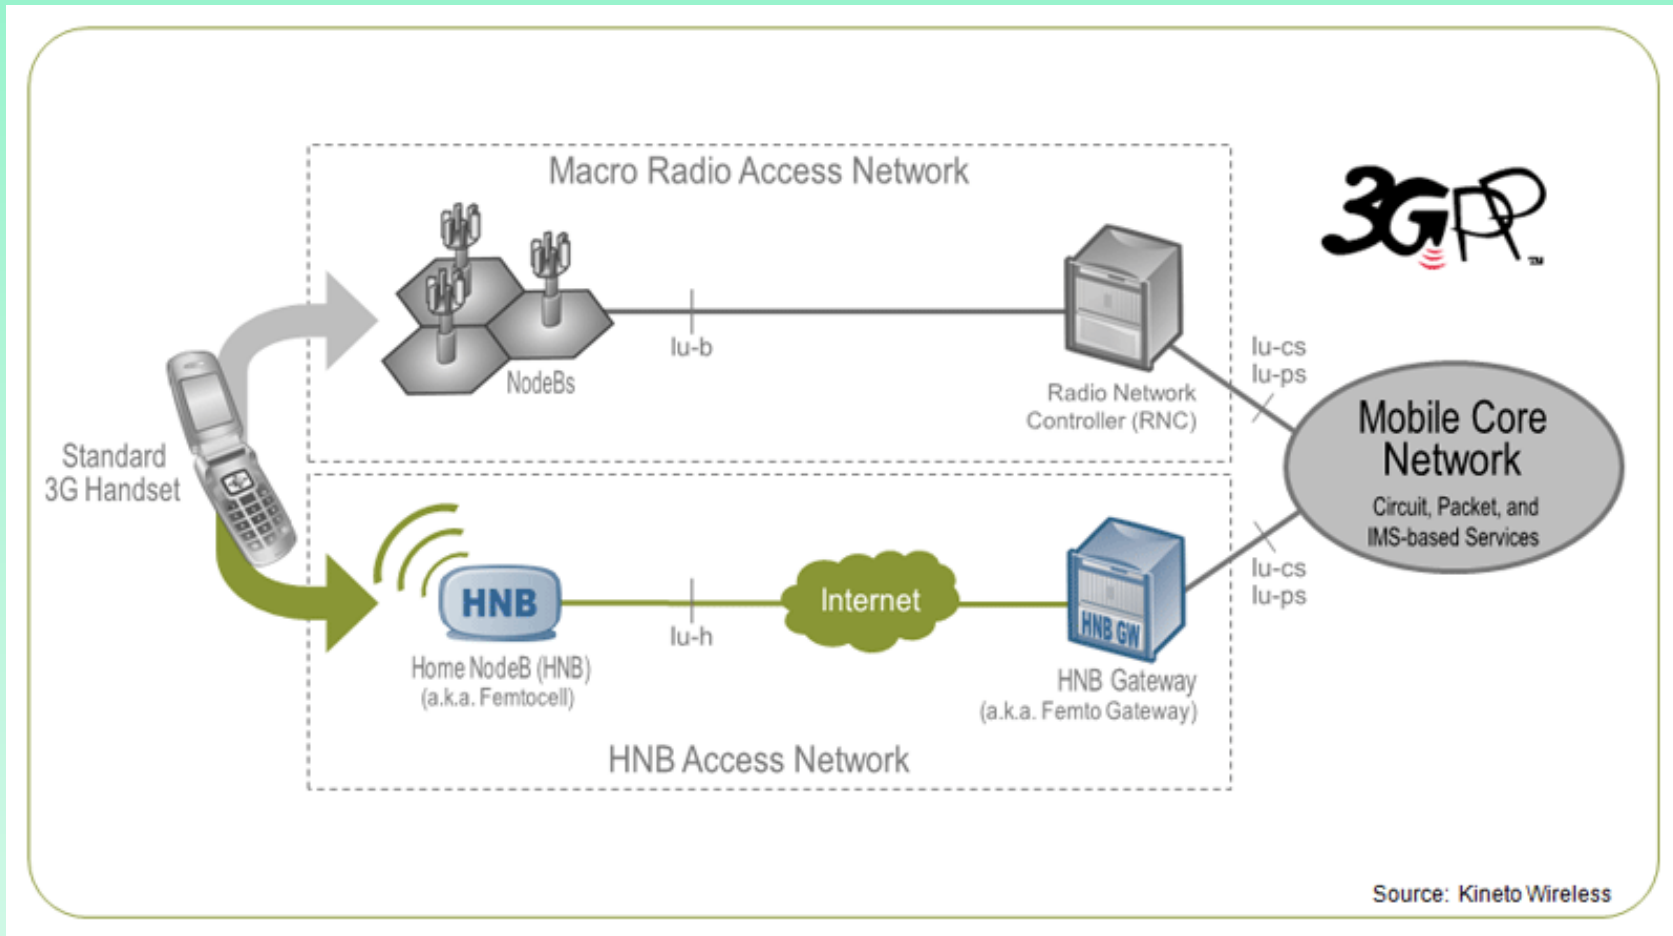 Macro Radio Access Network
3GPP
TM
Iu-b
NodeBs
Radio Network
Controller (RNC)
Iu-cs
Iu-ps
Standard
3G Handset
Mobile Core
Network
Circuit, Packet, and
IMS-based Services
HNB
Iu-h
Internet
HNB GW
Iu-cs
Iu-ps
Home NodeB (HNB)
(a.k.a. Femtocell)
HNB Gateway
(a.k.a. Femto Gateway)
HNB Access Network
Source: Kineto Wireless